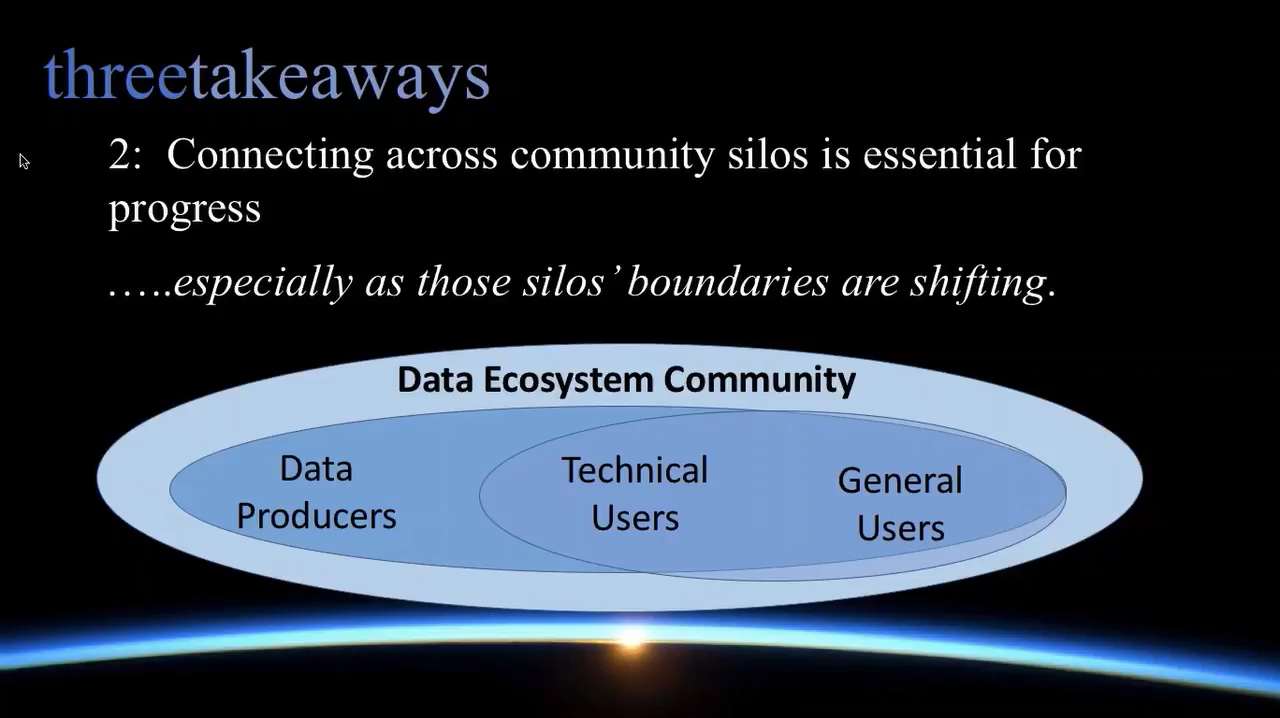 threetakeaways
2: Connecting across community silos is essential for
progress
…..especially as those silos’ boundaries are shifting.
Data Ecosystem Community
Data
Producers
Technical
Users
General
Users